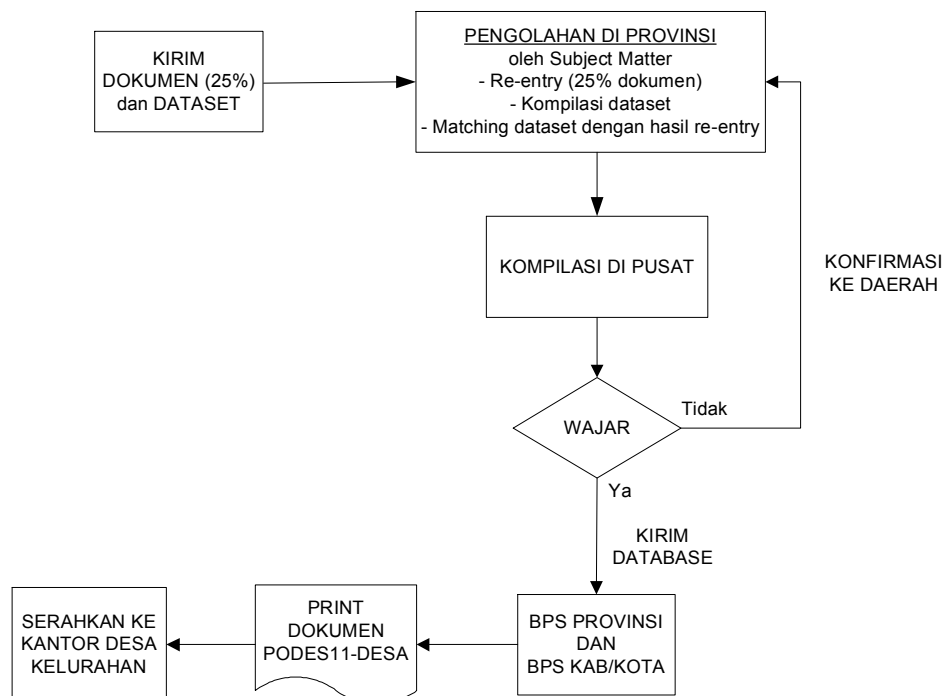 KIRIM
DOKUMEN (25%)
dan DATASET
PENGOLAHAN DI PROVINSI
oleh Subject Matter
- Re-entry (25% dokumen)
- Kompilasi dataset
- Matching dataset dengan hasil re-entry
KOMPILASI DI PUSAT
KONFIRMASI
KE DAERAH
WAJAR
Tidak
Ya
KIRIM
DATABASE
BPS PROVINSI
DAN
BPS KAB/KOTA
PRINT
DOKUMEN
PODES11-DESA
SERAHKAN KE
KANTOR DESA
KELURAHAN